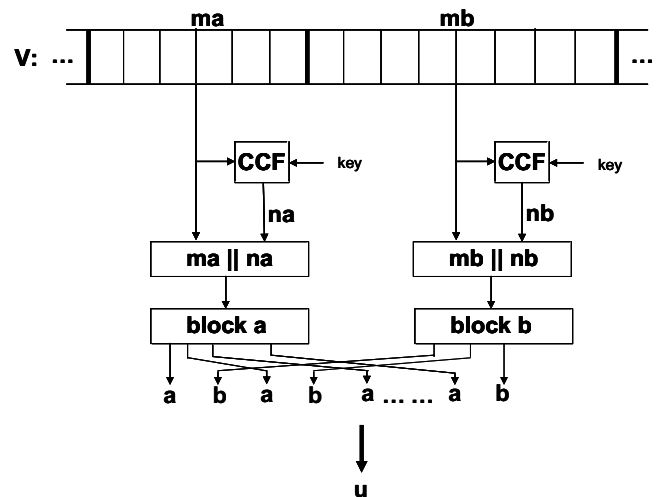 ma mb
V: ... ...
CCF key CCF key
na nb
ma || na mb || nb
block a block b
a b a b a ... ... a b
u